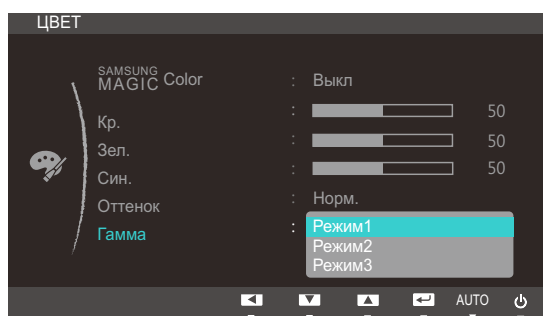 ЦВЕТ
SAMSUNG MAGIC Color : Выкл
Кр. : 50
Зел. : 50
Син. : 50
Оттенок : Норм.
Гамма : Режим1
Режим2
Режим3
AUTO